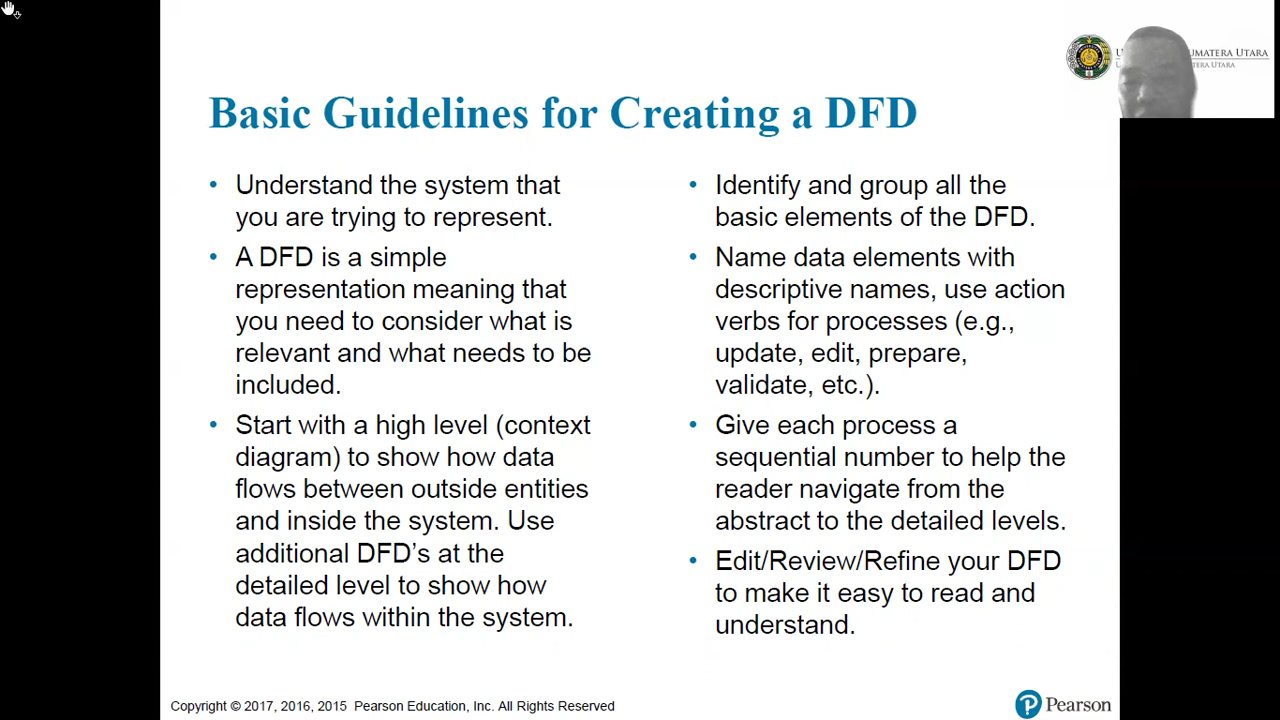 UMATERA UTARA
TERA UTARA
Basic Guidelines for Creating a DFD
• Understand the system that
you are trying to represent.
• A DFD is a simple
representation meaning that
you need to consider what is
relevant and what needs to be
included.
• Start with a high level (context
diagram) to show how data
flows between outside entities
and inside the system. Use
additional DFD’s at the
detailed level to show how
data flows within the system.
• Identify and group all the
basic elements of the DFD.
• Name data elements with
descriptive names, use action
verbs for processes (e.g.,
update, edit, prepare,
validate, etc.).
• Give each process a
sequential number to help the
reader navigate from the
abstract to the detailed levels.
• Edit/Review/Refine your DFD
to make it easy to read and
understand.
Copyright © 2017, 2016, 2015 Pearson Education, Inc. All Rights Reserved
Pearson